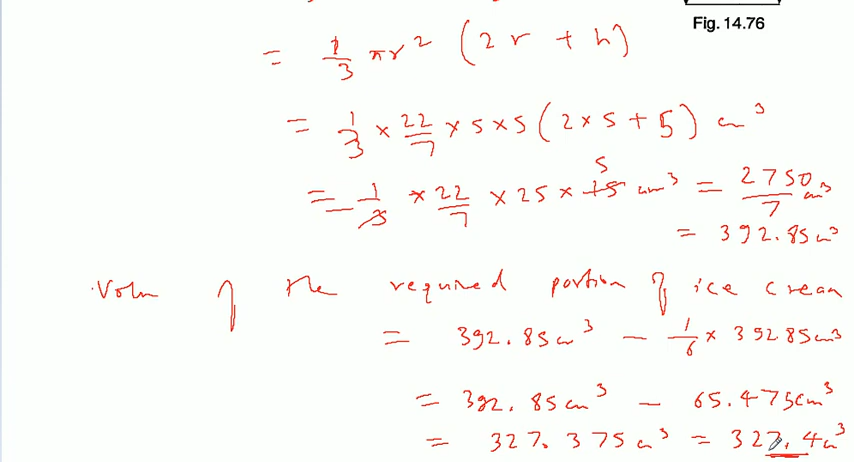 Fig. 14.76
= 1/3 πr² (2r + h)
= 1/3 × 22/7 × 5 × 5 (2 × 5 + 5) cm³
= 1/3 × 22/7 × 25 × 15 5 cm³ = 2750/7 cm³
= 392.85 cm³
Volm of the required portion of ice cream
= 392.85 cm³ − 1/6 × 392.85 cm³
= 392.85 cm³ − 65.475 cm³
= 327.375 cm³ = 327.4 cm³